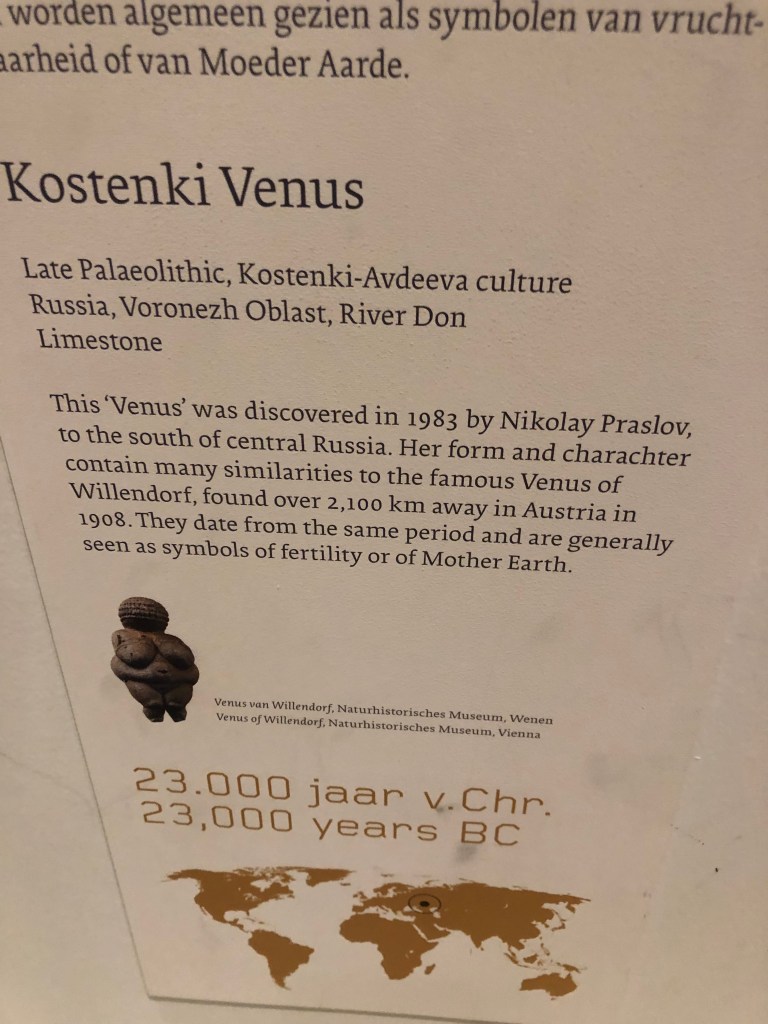 worden algemeen gezien als symbolen van vrucht-
aarheid of van Moeder Aarde.
Kostenki Venus
Late Palaeolithic, Kostenki-Avdeeva culture
Russia, Voronezh Oblast, River Don
Limestone
This ‘Venus’ was discovered in 1983 by Nikolay Praslov,
to the south of central Russia. Her form and charachter
contain many similarities to the famous Venus of
Willendorf, found over 2,100 km away in Austria in
1908. They date from the same period and are generally
seen as symbols of fertility or of Mother Earth.
Venus van Willendorf, Naturhistorisches Museum, Wenen
Venus of Willendorf, Naturhistorisches Museum, Vienna
23.000 jaar v.Chr.
23,000 years BC